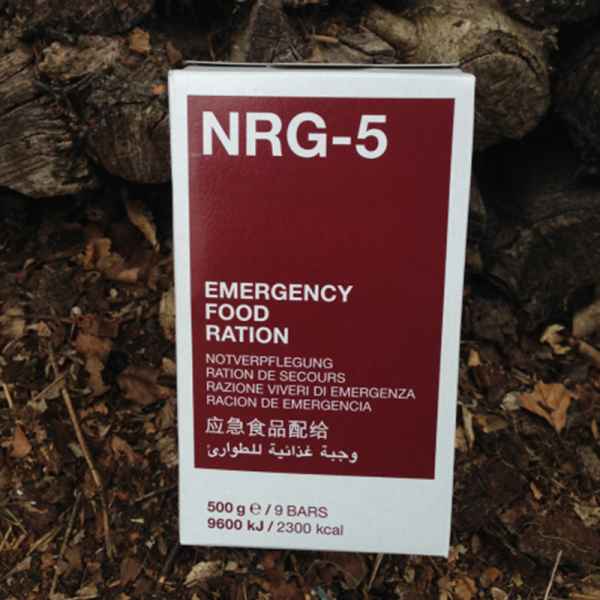 NRG-5
EMERGENCY
FOOD
RATION
NOTVERPFLEGUNG
RATION DE SECOURS
RAZIONE VIVERI DI EMERGENZA
RACION DE EMERGENCIA
应急食品配给
وجبة غذائية للطوارئ
500 g ℮ / 9 BARS
9600 kJ / 2300 kcal